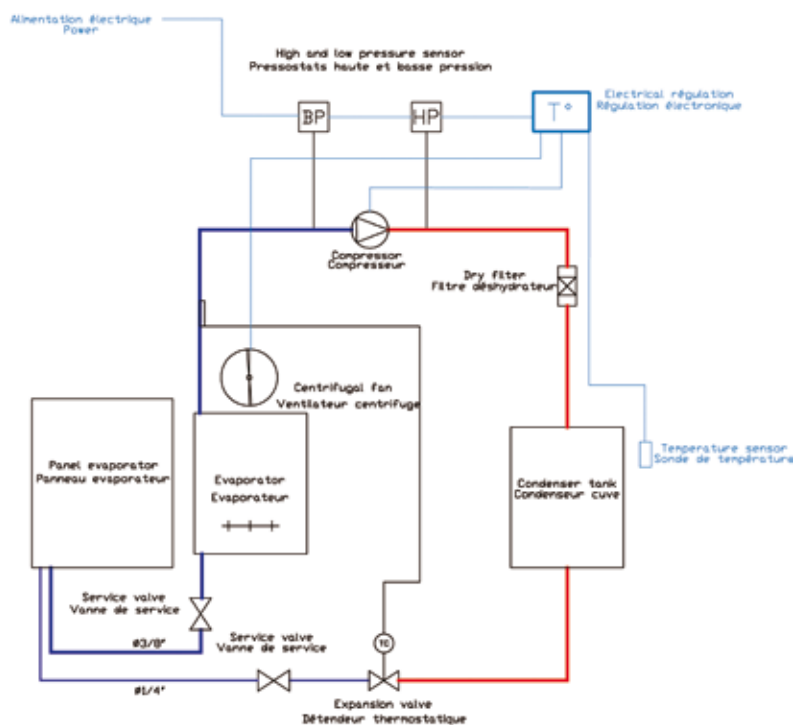 Alimentation électrique
Power
High and low pressure sensor
Pressostats haute et basse pression
Electrical régulation
Régulation électronique
BP
HP
T°
Compressor
Compresseur
Dry filter
Filtre déshydrateur
Centrifugal fan
Ventilateur centrifuge
Panel evaporator
Panneau evaporateur
Evaporator
Evaporateur
Condenser tank
Condenseur cuve
Temperature sensor
Sonde de température
Service valve
Vanne de service
Service valve
Vanne de service
ø3/8"
TC
ø1/4"
Expansion valve
Détendeur thermostatique